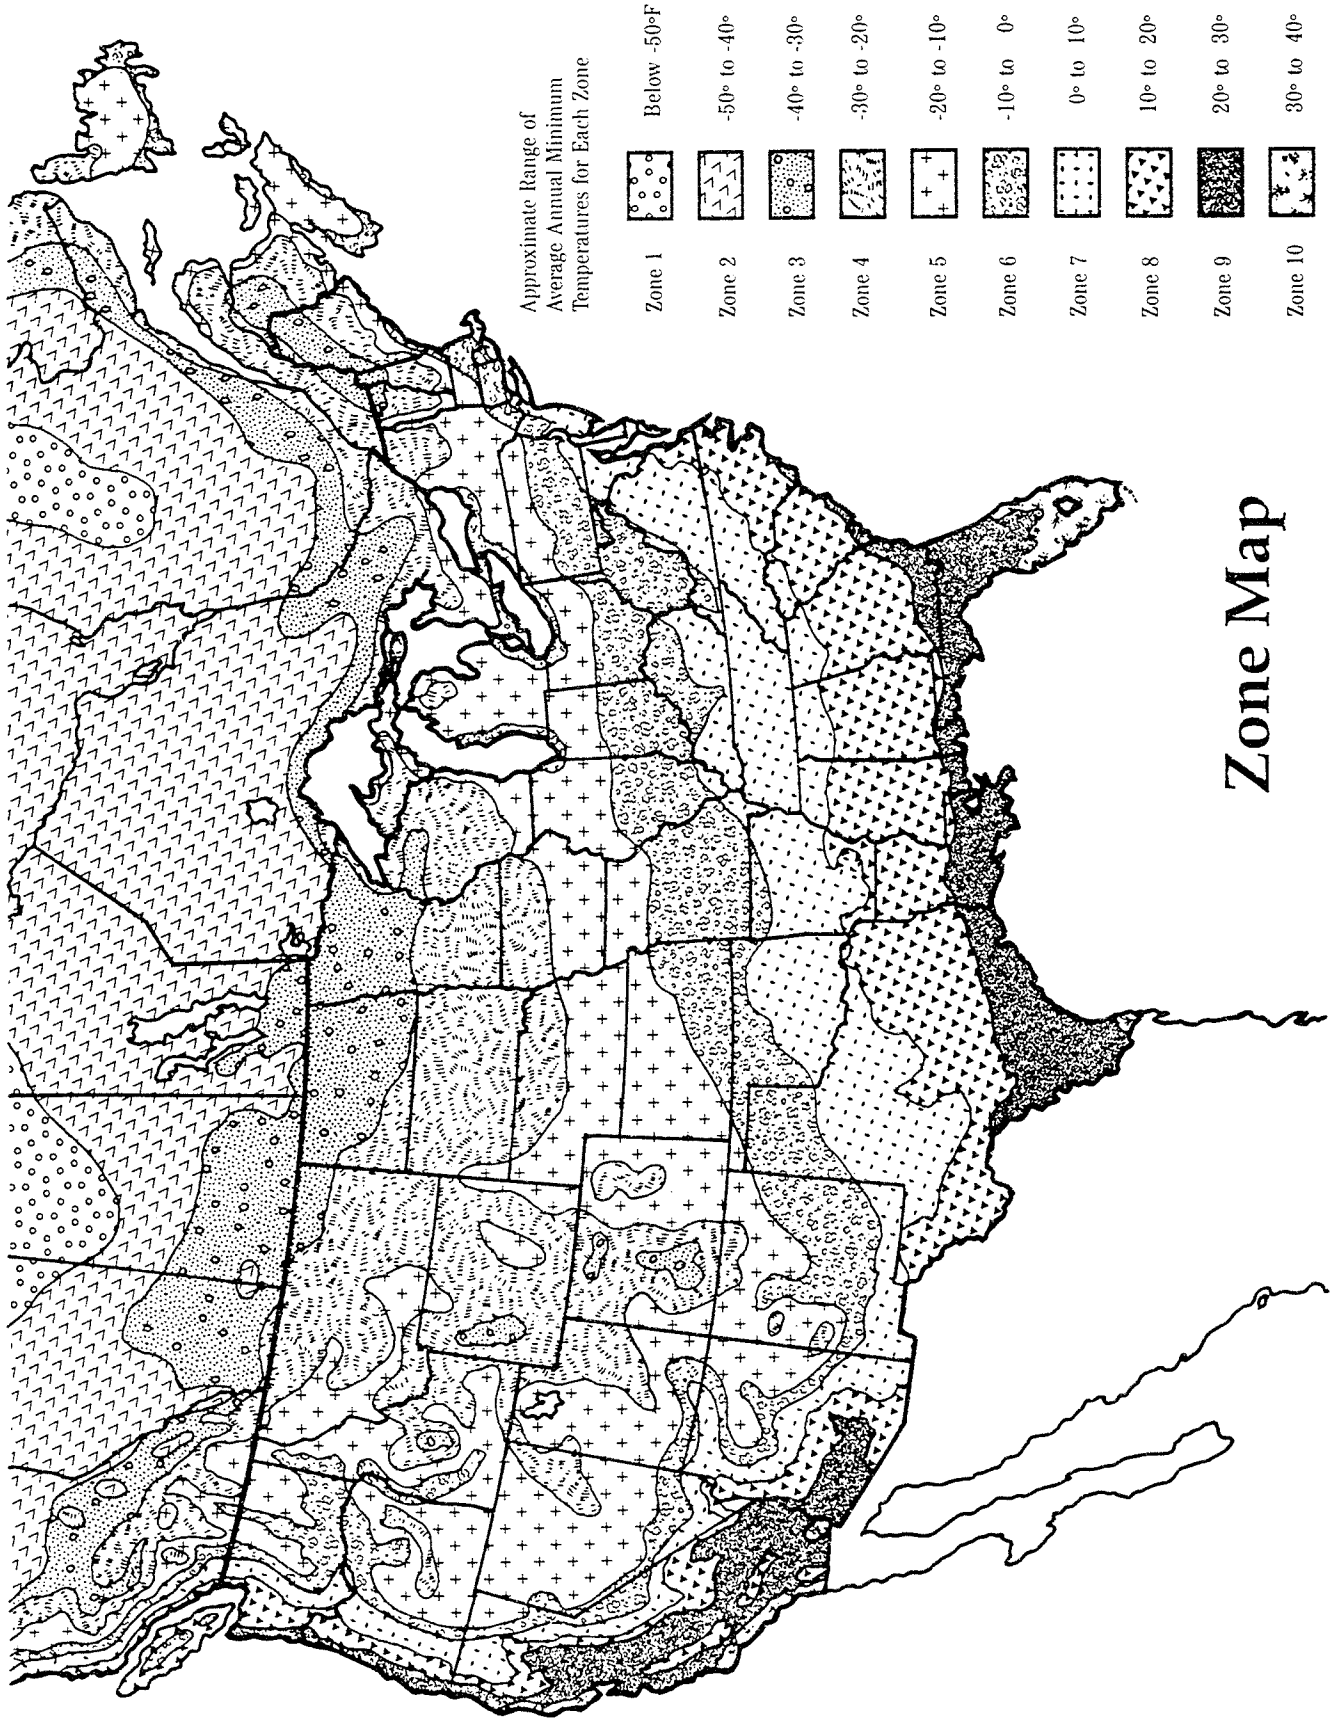 Approximate Range of
Average Annual Minimum
Temperatures for Each Zone
Zone 1 Below -50°F
Zone 2 -50° to -40°
Zone 3 -40° to -30°
Zone 4 -30° to -20°
Zone 5 -20° to -10°
Zone 6 -10° to 0°
Zone 7 0° to 10°
Zone 8 10° to 20°
Zone 9 20° to 30°
Zone 10 30° to 40°
Zone Map